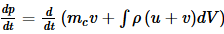 dp/dt = d/dt (m_c v + ∫ ρ (u + v)dV)